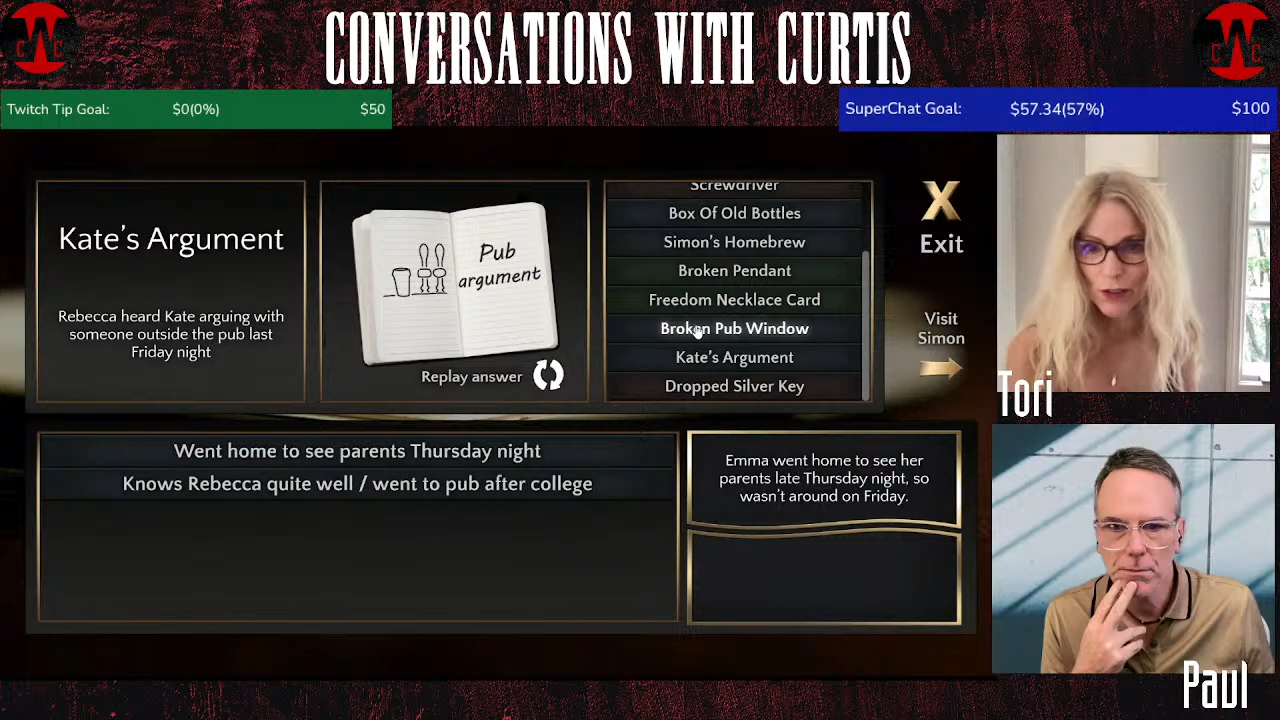 CONVERSATIONS WITH CURTIS
CWC
CWC
Twitch Tip Goal: $0(0%) $50
SuperChat Goal: $57.34(57%) $100
Kate's Argument
Rebecca heard Kate arguing with
someone outside the pub last
Friday night
Pub
argument
Replay answer
Screwdriver
Box Of Old Bottles
Simon's Homebrew
Broken Pendant
Freedom Necklace Card
Broken Pub Window
Kate's Argument
Dropped Silver Key
X
Exit
Visit
Simon
Tori
Went home to see parents Thursday night
Knows Rebecca quite well / went to pub after college
Emma went home to see her
parents late Thursday night, so
wasn't around on Friday.
Paul